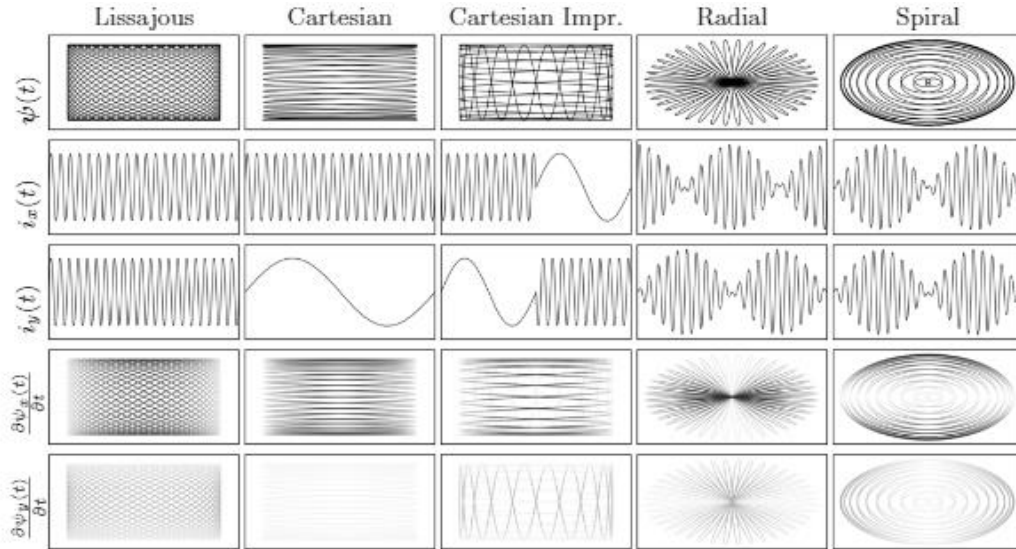 Lissajous Cartesian Cartesian Impr. Radial Spiral
ψ(t)
i_x(t)
i_y(t)
∂ψ_x(t)/∂t
∂ψ_y(t)/∂t